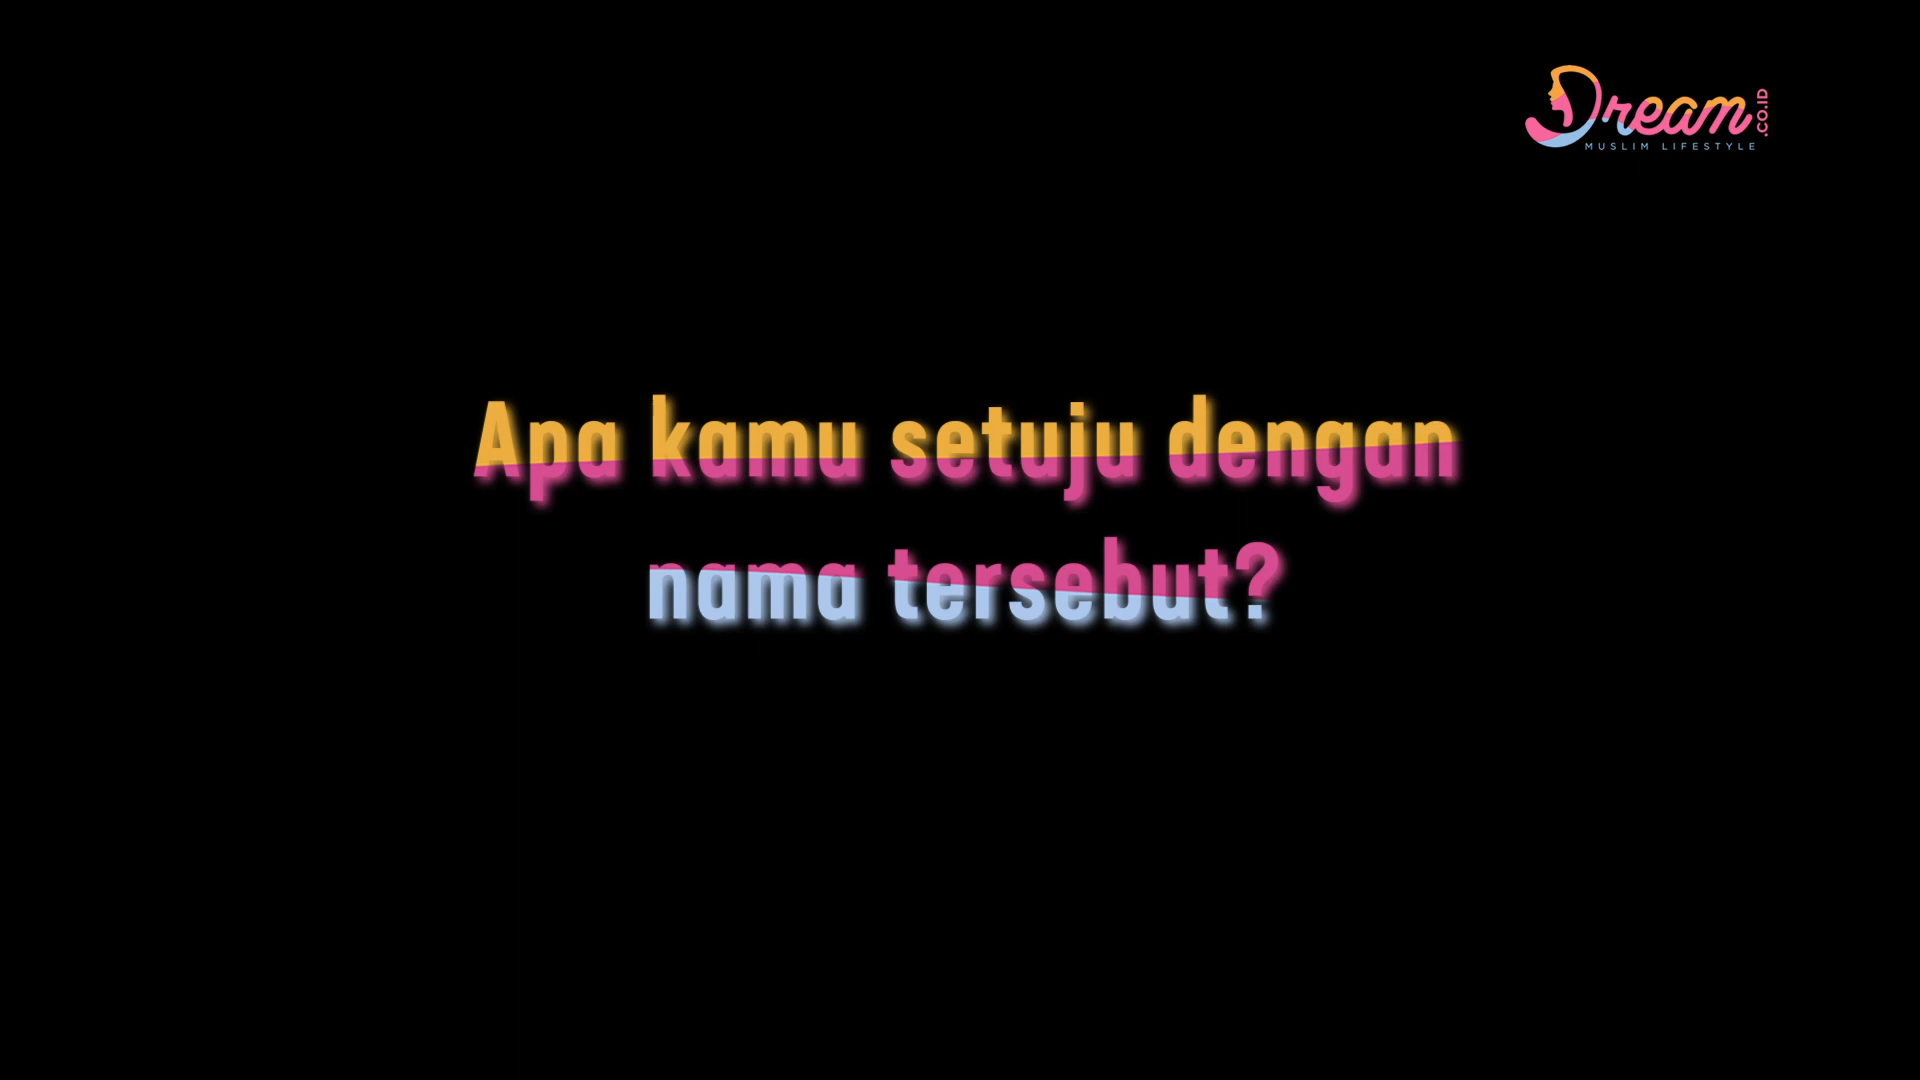 Dream.CO.ID
MUSLIM LIFESTYLE
Apa kamu setuju dengan
nama tersebut?